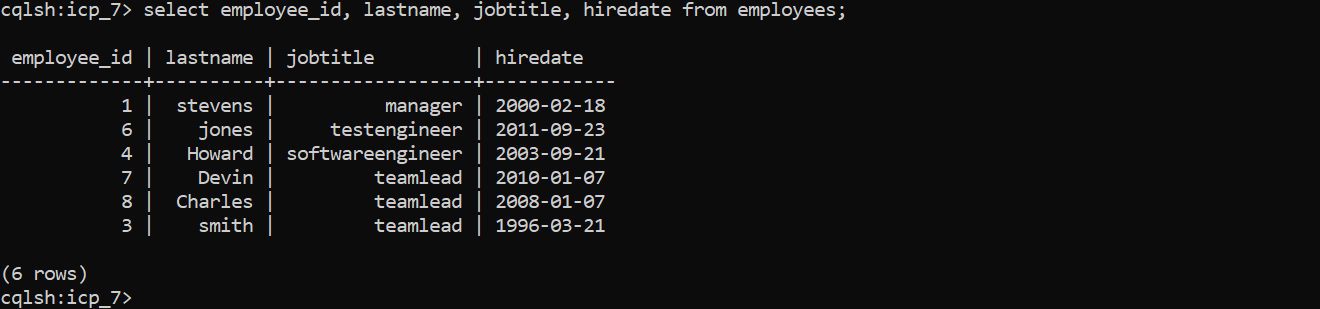 cqlsh:icp_7> select employee_id, lastname, jobtitle, hiredate from employees;
 employee_id | lastname | jobtitle         | hiredate
-------------+----------+------------------+------------
           1 |  stevens |          manager | 2000-02-18
           6 |    jones |     testengineer | 2011-09-23
           4 |   Howard | softwareengineer | 2003-09-21
           7 |    Devin |         teamlead | 2010-01-07
           8 |  Charles |         teamlead | 2008-01-07
           3 |    smith |         teamlead | 1996-03-21
(6 rows)
cqlsh:icp_7>